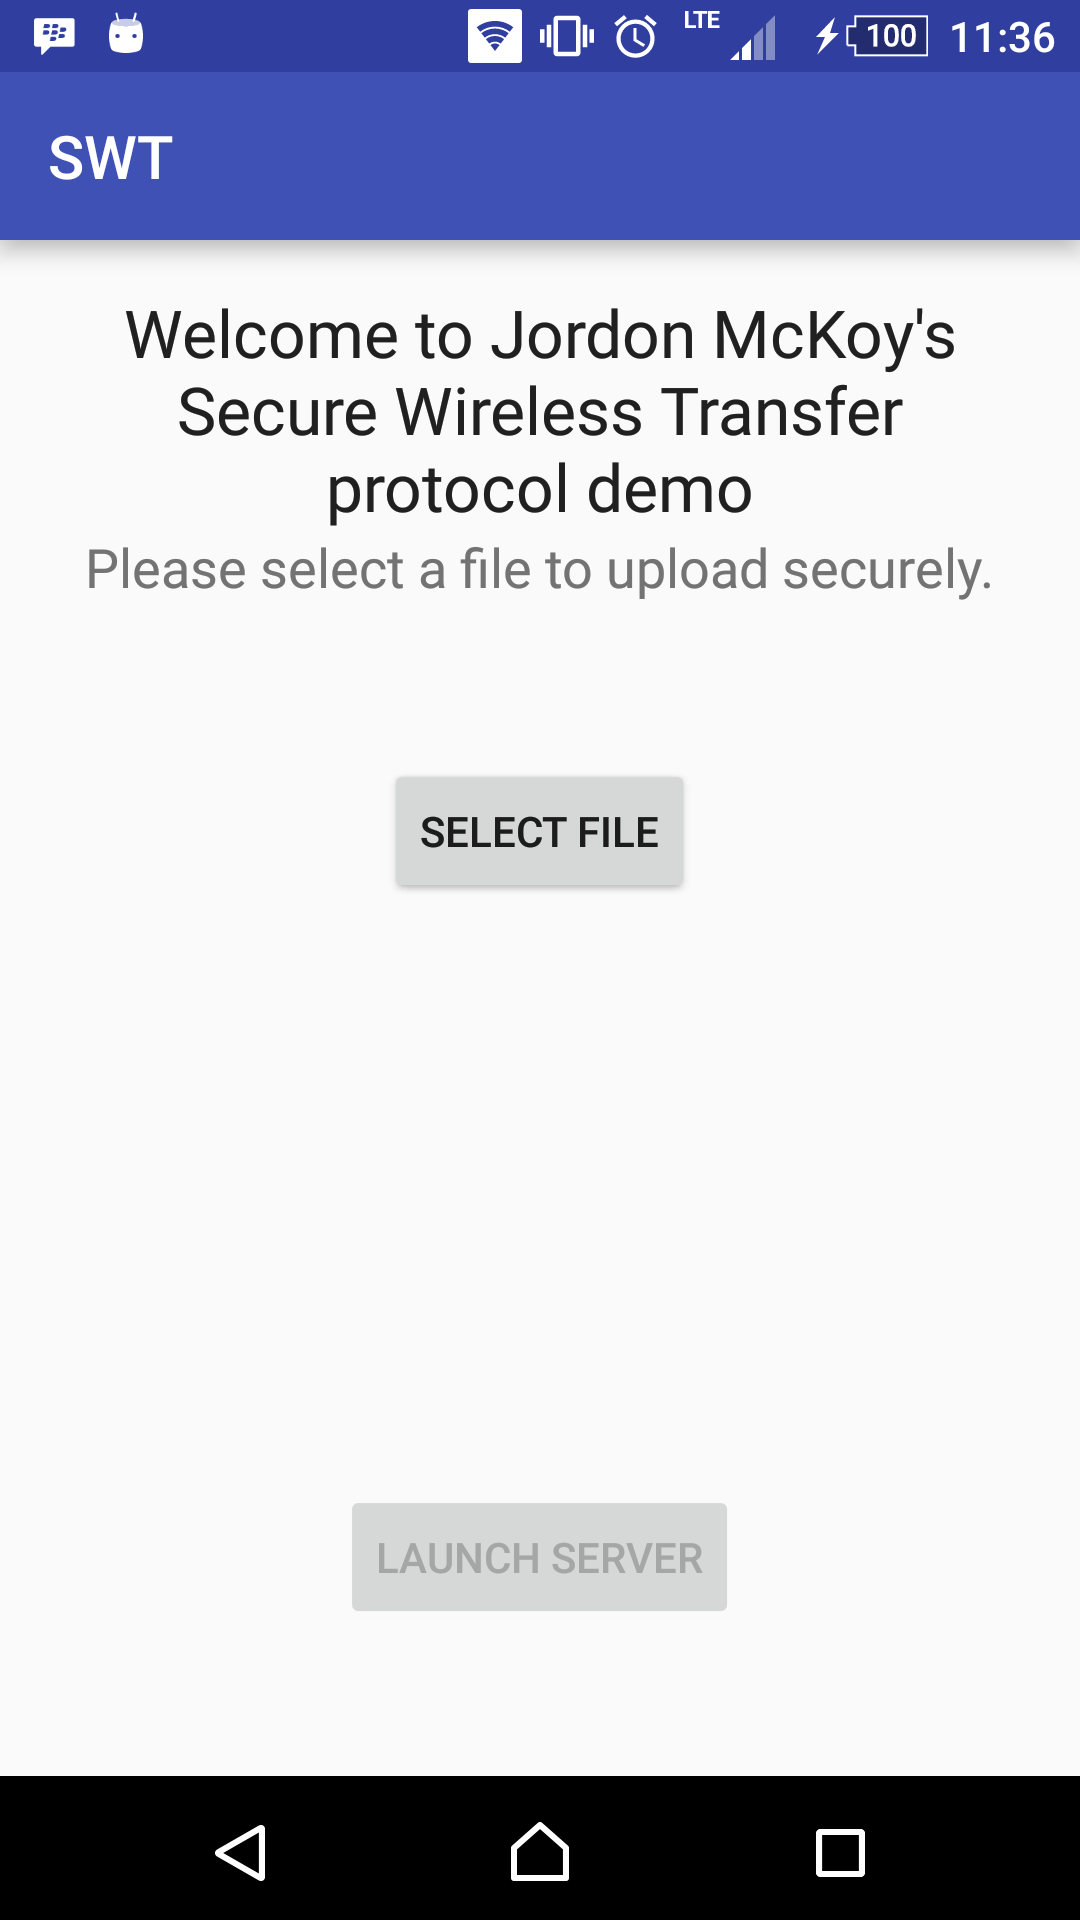 LTE 100 11:36
SWT
Welcome to Jordon McKoy's
Secure Wireless Transfer
protocol demo
Please select a file to upload securely.
SELECT FILE
LAUNCH SERVER